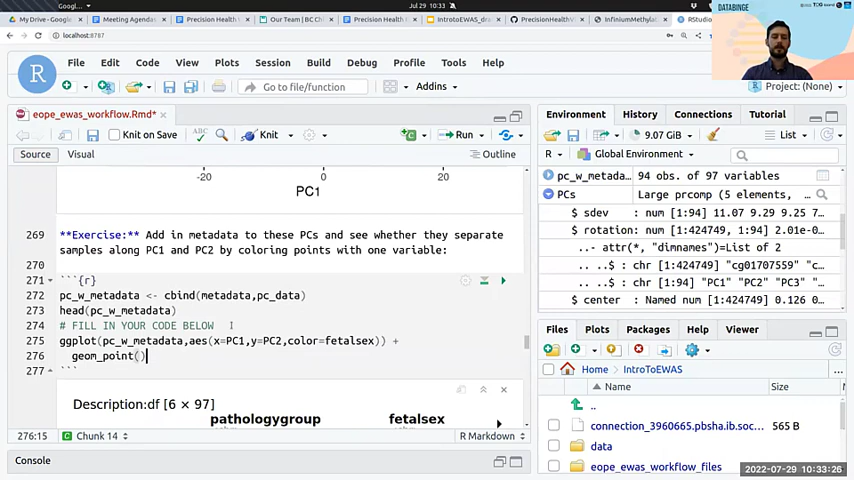 Googl...
Jul 29 10:33
DATABINGE
My Drive - Google
Meeting Agendas
Precision Health
Our Team | BC Ch
Precision Health
IntrotoEWAS_dra
PrecisionHealthV
InfiniumMethylat
RStudio
localhost:8787
File Edit Code View Plots Session Build Debug Profile Tools Help
Go to file/function
Addins
Project: (None)
eope_ewas_workflow.Rmd*
Knit on Save
Knit
Run
Source Visual
Outline
-20 0 20
PC1
269 **Exercise:** Add in metadata to these PCs and see whether they separate
samples along PC1 and PC2 by coloring points with one variable:
270
271 ```{r}
272 pc_w_metadata <- cbind(metadata,pc_data)
273 head(pc_w_metadata)
274 # FILL IN YOUR CODE BELOW
275 ggplot(pc_w_metadata,aes(x=PC1,y=PC2,color=fetalsex)) +
276 geom_point()
277 ```
Description:df [6 × 97]
pathologygroup fetalsex
276:15 Chunk 14 R Markdown
Console
Environment History Connections Tutorial
9.07 GiB
List
R Global Environment
pc_w_metada... 94 obs. of 97 variables
PCs Large prcomp (5 elements, ...
$ sdev : num [1:94] 11.07 9.29 9.25 7...
$ rotation: num [1:424749, 1:94] 2.01e-0...
..- attr(*, "dimnames")=List of 2
.. ..$ : chr [1:424749] "cg01707559" "c...
.. ..$ : chr [1:94] "PC1" "PC2" "PC3" ...
$ center : Named num [1:424749] 0.126 0...
Files Plots Packages Help Viewer
Home IntroToEWAS
Name Size
..
connection_3960665.pbsha.ib.soc... 565 B
data
eope_ewas_workflow_files
2022-07-29 10:33:26